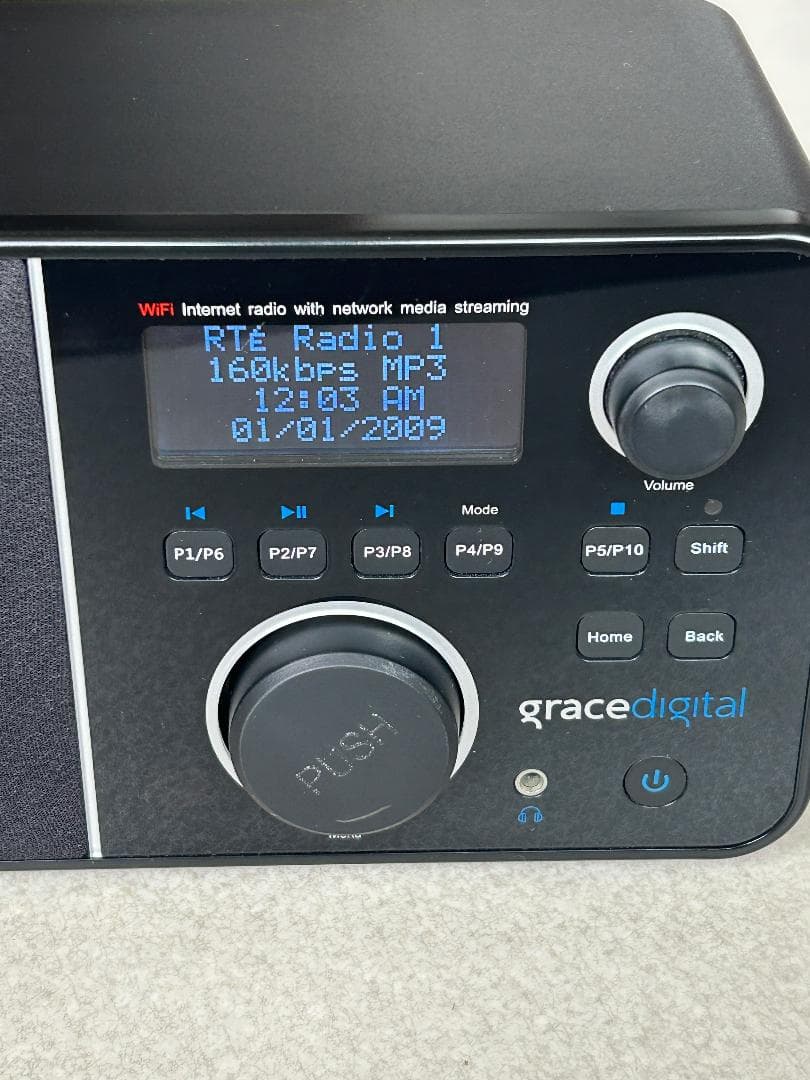 WiFi Internet radio with network media streaming
RTÉ Radio 1
160kbps MP3
12:03 AM
01/01/2009
Volume
Mode
P1/P6 P2/P7 P3/P8 P4/P9 P5/P10 Shift
Home Back
gracedigital
PUSH
Menu